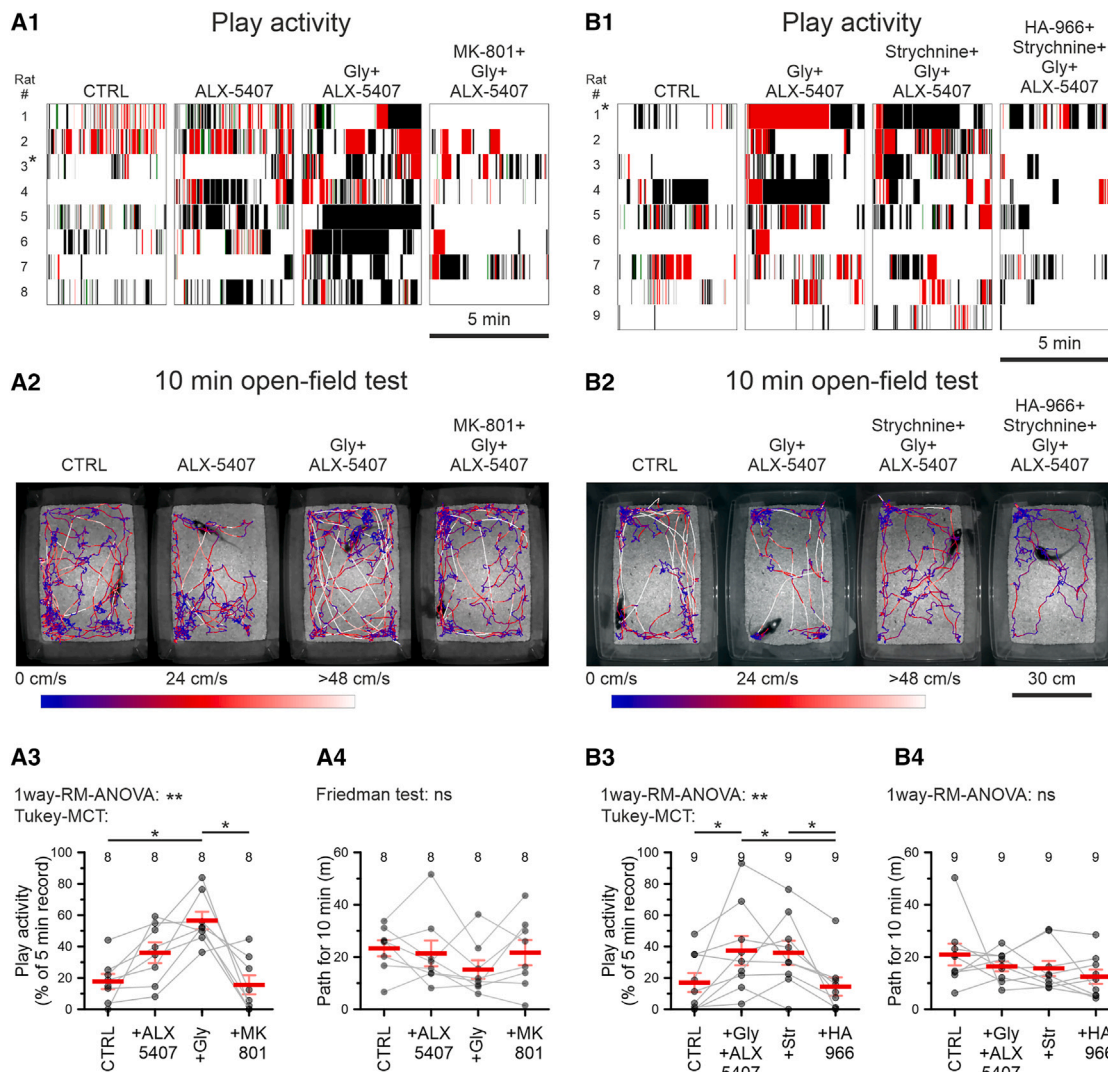 A1
Play activity
Rat
#
CTRL
ALX-5407
Gly+
ALX-5407
MK-801+
Gly+
ALX-5407
1
2
3*
4
5
6
7
8
5 min
B1
Play activity
Rat
#
CTRL
Gly+
ALX-5407
Strychnine+
Gly+
ALX-5407
HA-966+
Strychnine+
Gly+
ALX-5407
1*
2
3
4
5
6
7
8
9
5 min
A2
10 min open-field test
CTRL
ALX-5407
Gly+
ALX-5407
MK-801+
Gly+
ALX-5407
0 cm/s
24 cm/s
>48 cm/s
B2
10 min open-field test
CTRL
Gly+
ALX-5407
Strychnine+
Gly+
ALX-5407
HA-966+
Strychnine+
Gly+
ALX-5407
0 cm/s
24 cm/s
>48 cm/s
30 cm
A3
1way-RM-ANOVA: **
Tukey-MCT:
* *
8 8 8 8
Play activity
(% of 5 min record)
100
80
60
40
20
0
CTRL
+ALX
5407
+Gly
+MK
801
A4
Friedman test: ns
8 8 8 8
Path for 10 min (m)
60
40
20
0
CTRL
+ALX
5407
+Gly
+MK
801
B3
1way-RM-ANOVA: **
Tukey-MCT:
* * *
9 9 9 9
Play activity
(% of 5 min record)
100
80
60
40
20
0
CTRL
+Gly
+ALX
5407
+Str
+HA
966
B4
1way-RM-ANOVA: ns
9 9 9 9
Path for 10 min (m)
60
40
20
0
CTRL
+Gly
+ALX
5407
+Str
+HA
966